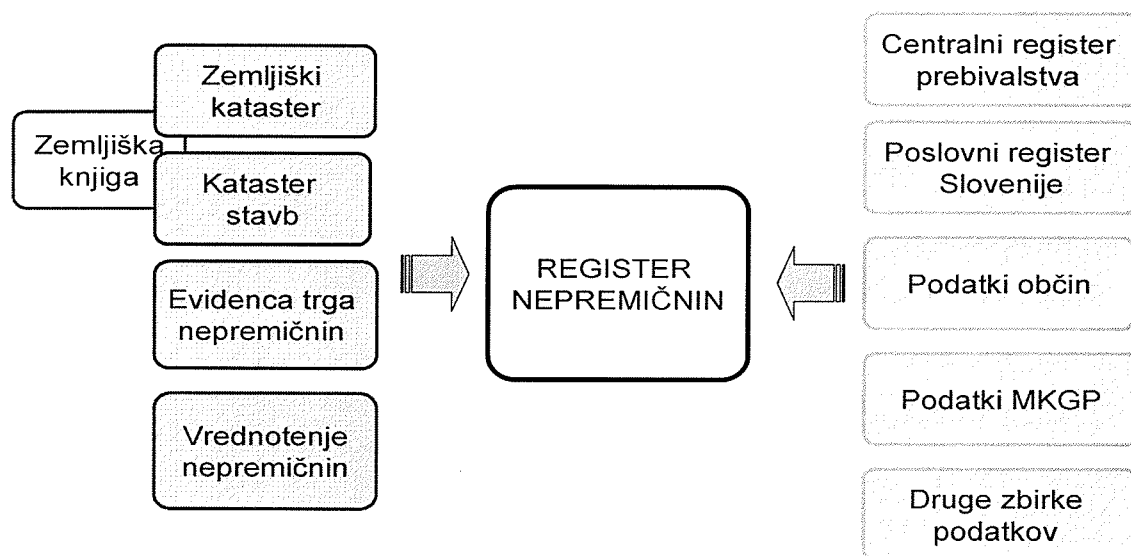 Zemljiška
knjiga
Zemljiški
kataster
Kataster
stavb
Evidenca trga
nepremičnin
Vrednotenje
nepremičnin
REGISTER
NEPREMIČNIN
Centralni register
prebivalstva
Poslovni register
Slovenije
Podatki občin
Podatki MKGP
Druge zbirke
podatkov